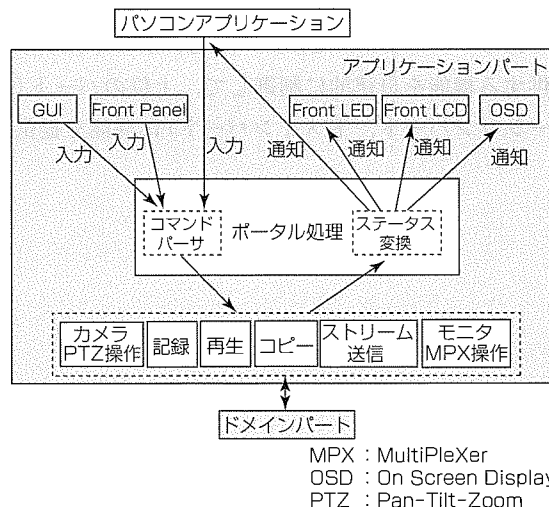 パソコンアプリケーション
アプリケーションパート
GUI
Front Panel
Front LED
Front LCD
OSD
入力
入力
入力
通知
通知
通知
通知
コマンド
パーサ
ポータル処理
ステータス
変換
カメラ
PTZ操作
記録
再生
コピー
ストリーム
送信
モニタ
MPX操作
ドメインパート
MPX : MultiPleXer
OSD : On Screen Display
PTZ : Pan-Tilt-Zoom